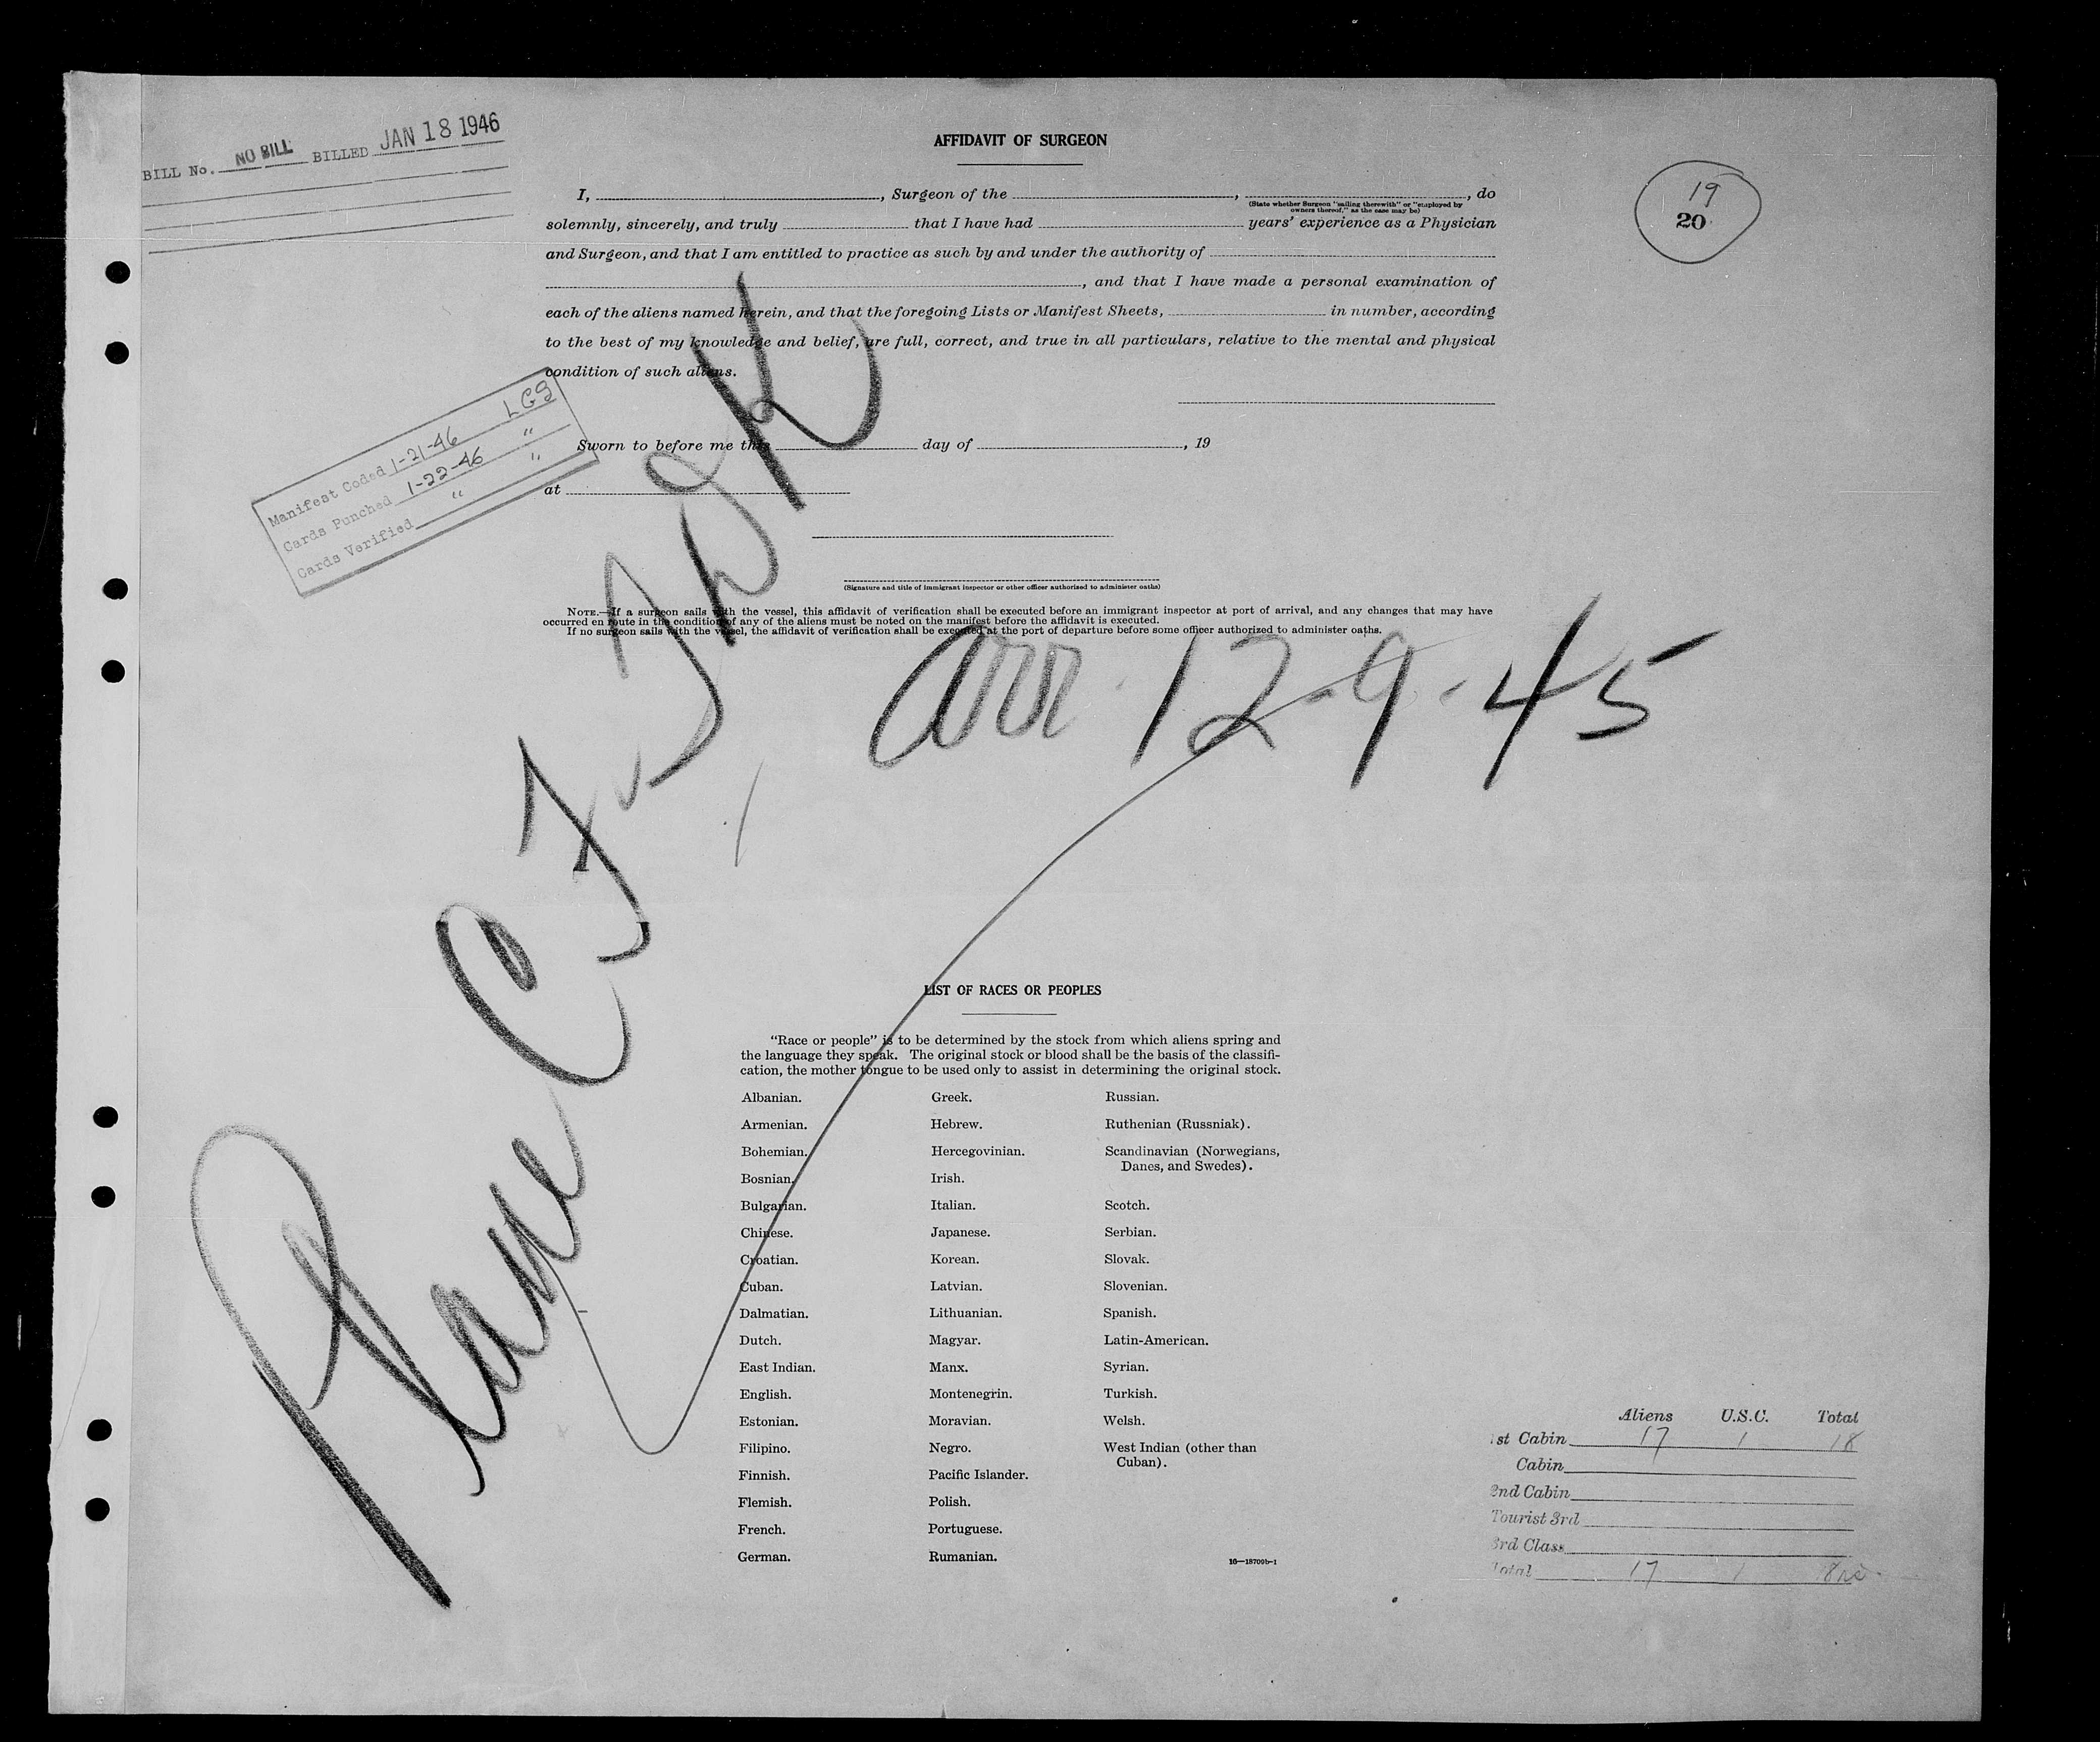 BILL No. NO BILL BILLED JAN 18 1946
AFFIDAVIT OF SURGEON
19
20
I, , Surgeon of the , , do
(State whether Surgeon "sailing therewith" or "employed by
owners thereof," as the case may be)
solemnly, sincerely, and truly that I have had years' experience as a Physician
and Surgeon, and that I am entitled to practice as such by and under the authority of
, and that I have made a personal examination of
each of the aliens named herein, and that the foregoing Lists or Manifest Sheets, in number, according
to the best of my knowledge and belief, are full, correct, and true in all particulars, relative to the mental and physical
condition of such aliens.
Manifest Coded 1-21-46 LCG
Cards Punched 1-22-46 "
Cards Verified " "
Sworn to before me this day of , 19
at
(Signature and title of immigrant inspector or other officer authorized to administer oaths)
NOTE.—If a surgeon sails with the vessel, this affidavit of verification shall be executed before an immigrant inspector at port of arrival, and any changes that may have
occurred en route in the condition of any of the aliens must be noted on the manifest before the affidavit is executed.
If no surgeon sails with the vessel, the affidavit of verification shall be executed at the port of departure before some officer authorized to administer oaths.
Plane CF-TDK
arr 12-9-45
LIST OF RACES OR PEOPLES
"Race or people" is to be determined by the stock from which aliens spring and
the language they speak. The original stock or blood shall be the basis of the classifi-
cation, the mother tongue to be used only to assist in determining the original stock.
Albanian. Greek. Russian.
Armenian. Hebrew. Ruthenian (Russniak).
Bohemian. Hercegovinian. Scandinavian (Norwegians,
Danes, and Swedes).
Bosnian. Irish.
Bulgarian. Italian. Scotch.
Chinese. Japanese. Serbian.
Croatian. Korean. Slovak.
Cuban. Latvian. Slovenian.
Dalmatian. Lithuanian. Spanish.
Dutch. Magyar. Latin-American.
East Indian. Manx. Syrian.
English. Montenegrin. Turkish.
Estonian. Moravian. Welsh.
Filipino. Negro. West Indian (other than
Cuban).
Finnish. Pacific Islander.
Flemish. Polish.
French. Portuguese.
German. Rumanian.
16—18709b-1
Aliens U.S.C. Total
1st Cabin 17 1 18
Cabin
2nd Cabin
Tourist 3rd
3rd Class
Total 17 1 18